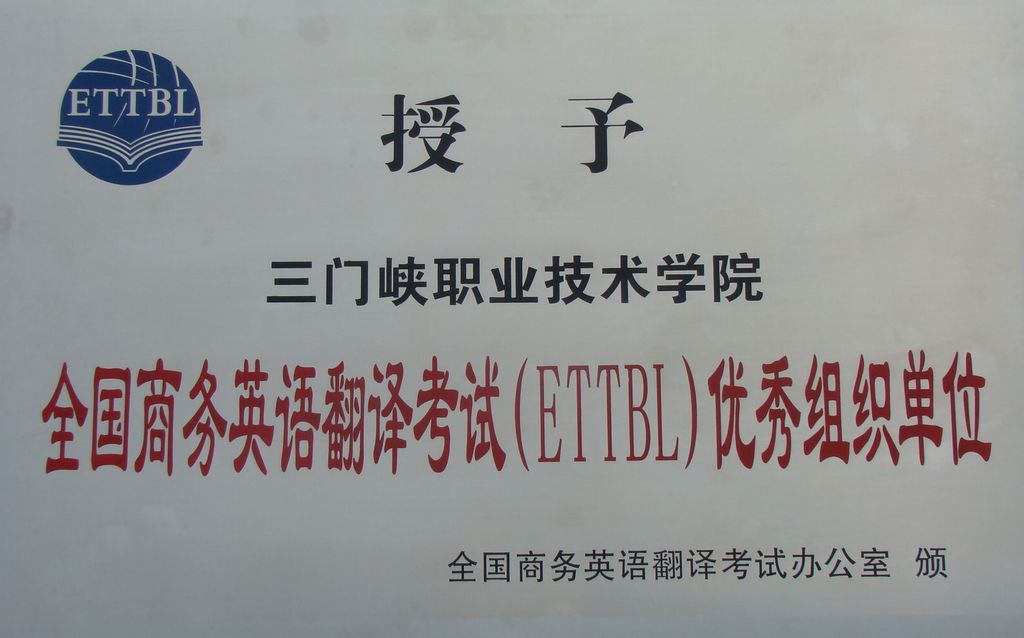 ETTBL
授 予
三门峡职业技术学院
全国商务英语翻译考试(ETTBL)优秀组织单位
全国商务英语翻译考试办公室 颁